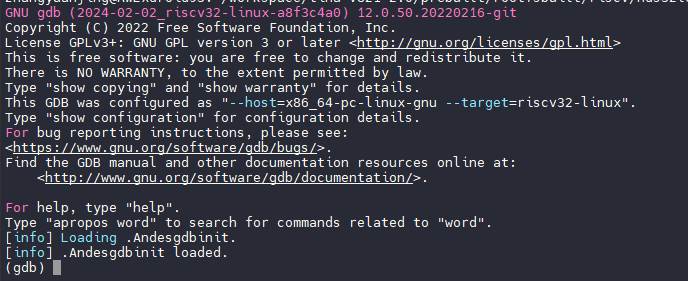 GNU gdb (2024-02-02_riscv32-linux-a8f3c4a0) 12.0.50.20220216-git
Copyright (C) 2022 Free Software Foundation, Inc.
License GPLv3+: GNU GPL version 3 or later <http://gnu.org/licenses/gpl.html>
This is free software: you are free to change and redistribute it.
There is NO WARRANTY, to the extent permitted by law.
Type "show copying" and "show warranty" for details.
This GDB was configured as "--host=x86_64-pc-linux-gnu --target=riscv32-linux".
Type "show configuration" for configuration details.
For bug reporting instructions, please see:
<https://www.gnu.org/software/gdb/bugs/>.
Find the GDB manual and other documentation resources online at:
    <http://www.gnu.org/software/gdb/documentation/>.
For help, type "help".
Type "apropos word" to search for commands related to "word".
[info] Loading .Andesgdbinit.
[info] .Andesgdbinit loaded.
(gdb)